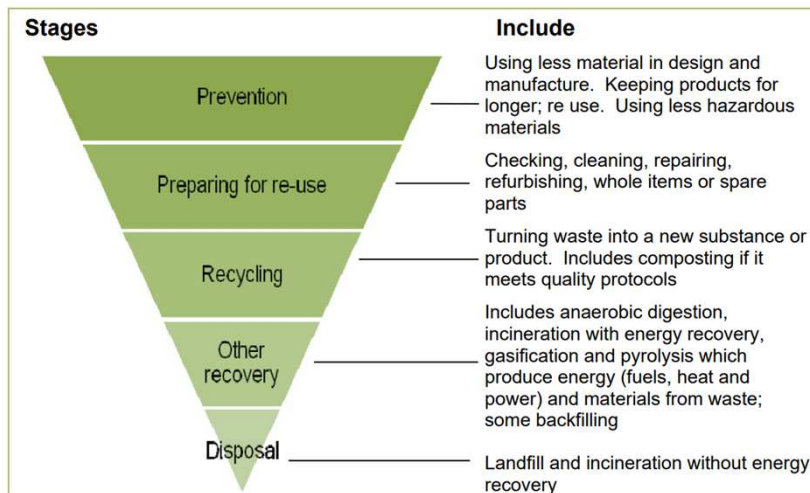 Stages
Include
Prevention
Using less material in design and
manufacture. Keeping products for
longer; re use. Using less hazardous
materials
Preparing for re-use
Checking, cleaning, repairing,
refurbishing, whole items or spare
parts
Recycling
Turning waste into a new substance or
product. Includes composting if it
meets quality protocols
Other
recovery
Includes anaerobic digestion,
incineration with energy recovery,
gasification and pyrolysis which
produce energy (fuels, heat and
power) and materials from waste;
some backfilling
Disposal
Landfill and incineration without energy
recovery